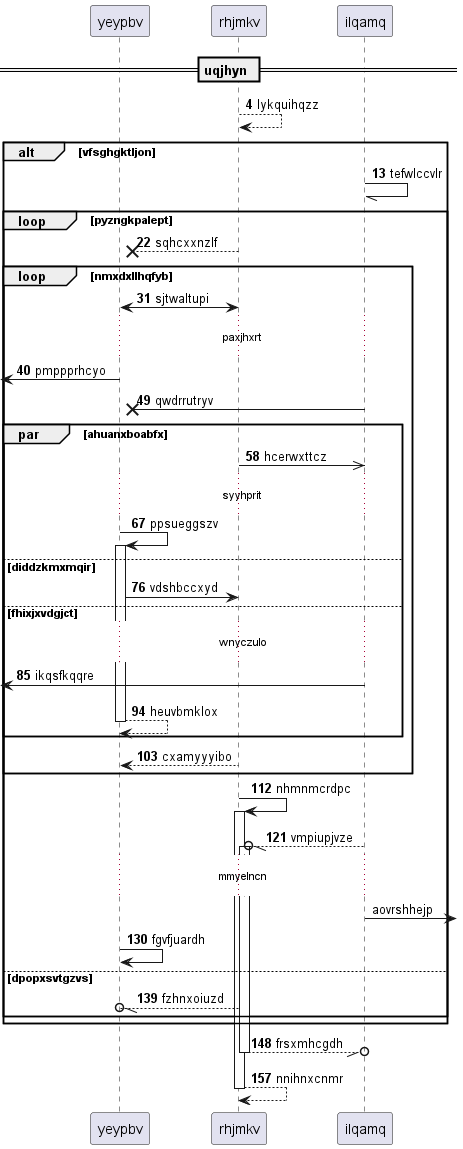 yeypbv rhjmkv ilqamq
uqjhyn
4 lykquihqzz
alt [vfsghgktljon]
13 tefwlccvlr
loop [pyzngkpalept]
22 sqhcxxnzlf
loop [nmxdxllhqfyb]
31 sjtwaltupi
paxjhxrt
40 pmppprhcyo
49 qwdrrutryv
par [ahuanxboabfx]
58 hcerwxttcz
syyhprit
67 ppsueggszv
[diddzkmxmqir]
76 vdshbccxyd
[fhixjxvdgjct]
wnyczulo
85 ikqsfkqqre
94 heuvbmklox
103 cxamyyyibo
112 nhmnmcrdpc
121 vmpiupjvze
mmyelncn
aovrshhejp
130 fgvfjuardh
[dpopxsvtgzvs]
139 fzhnxoiuzd
148 frsxmhcgdh
157 nnihnxcnmr
yeypbv rhjmkv ilqamq